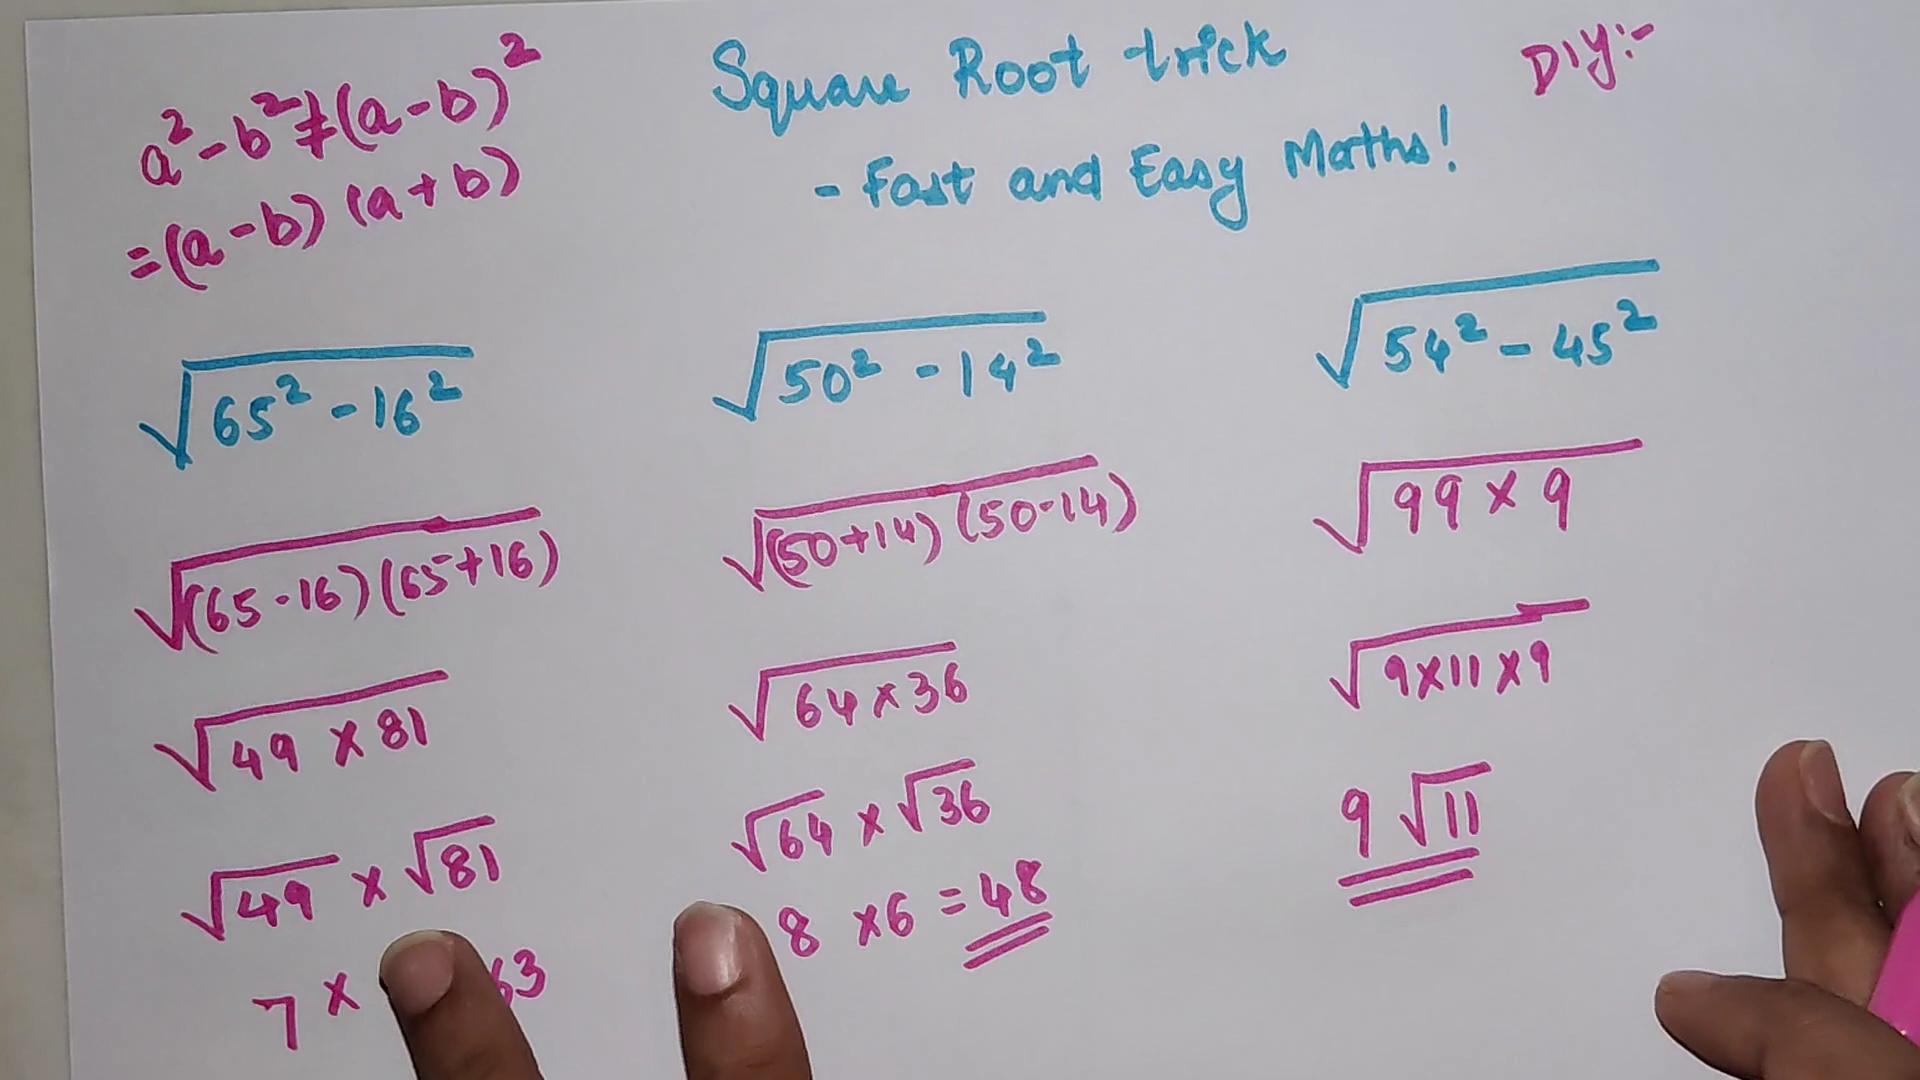 a²-b²≠(a-b)²
=(a-b)(a+b)
Square Root trick
- Fast and Easy Maths!
DIY:-
√65²-16²
√(65-16)(65+16)
√49 × 81
√49 × √81
7 × 63
√50²-14²
√(50+14)(50-14)
√64×36
√64 × √36
8 ×6 = 48
√54²-45²
√99×9
√9×11×9
9√11